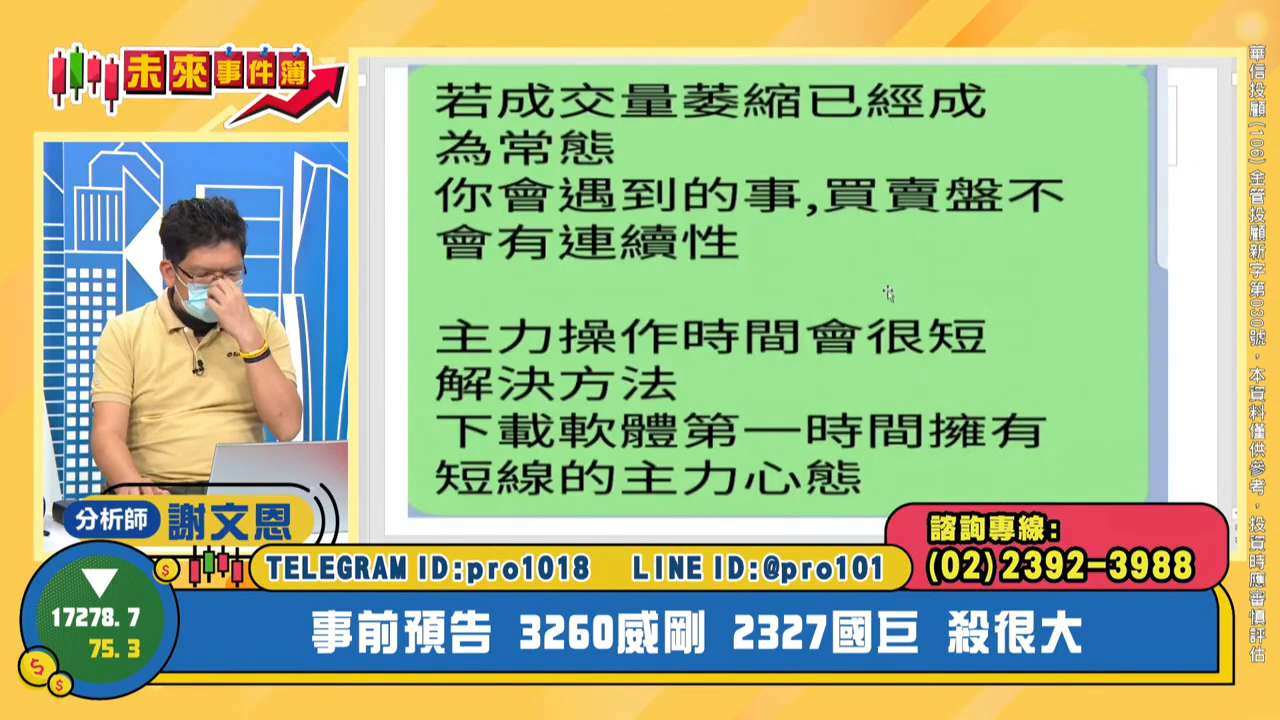 未來事件簿
若成交量萎縮已經成
為常態
你會遇到的事,買賣盤不
會有連續性
主力操作時間會很短
解決方法
下載軟體第一時間擁有
短線的主力心態
分析師 謝文恩
TELEGRAM ID:pro1018 LINE ID:@pro101
諮詢專線:
(02)2392-3988
▼
17278.7
75.3
事前預告 3260威剛 2327國巨 殺很大
華信投顧(106)金管投顧新字第030號，本資料僅供參考，投資時應審慎評估